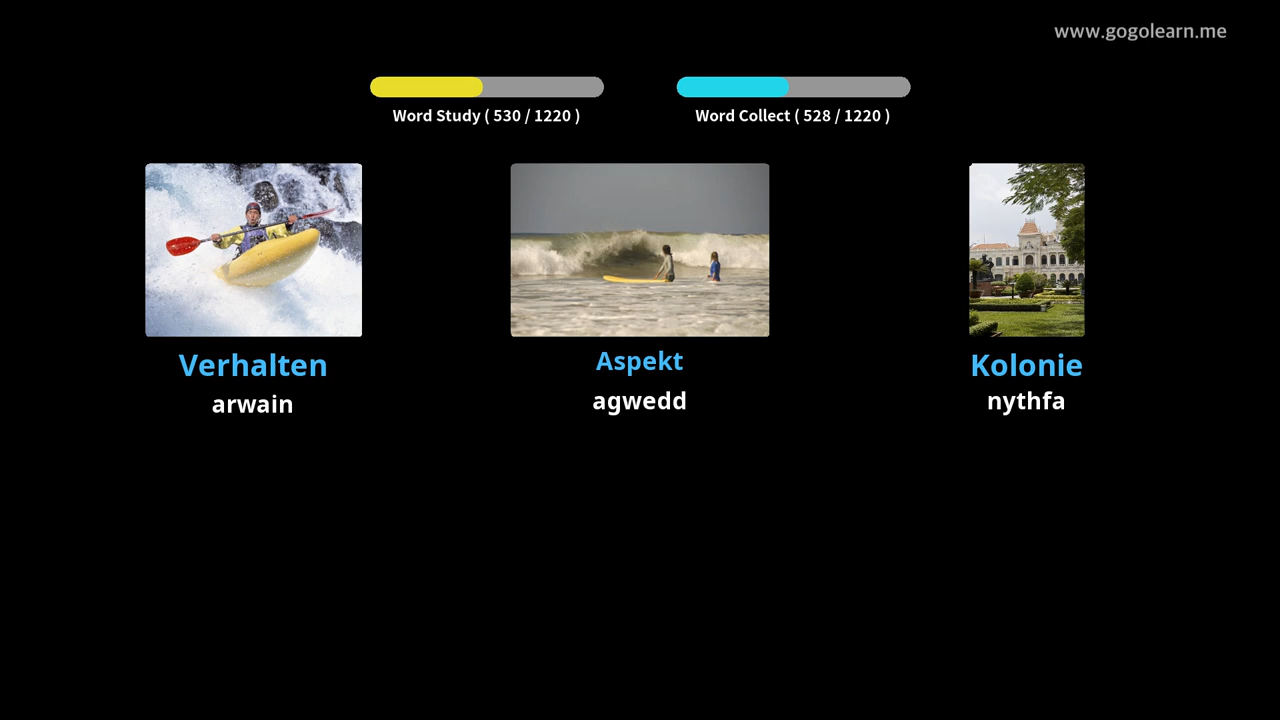 www.gogolearn.me
Word Study ( 530 / 1220 )
Word Collect ( 528 / 1220 )
Verhalten
arwain
Aspekt
agwedd
Kolonie
nythfa